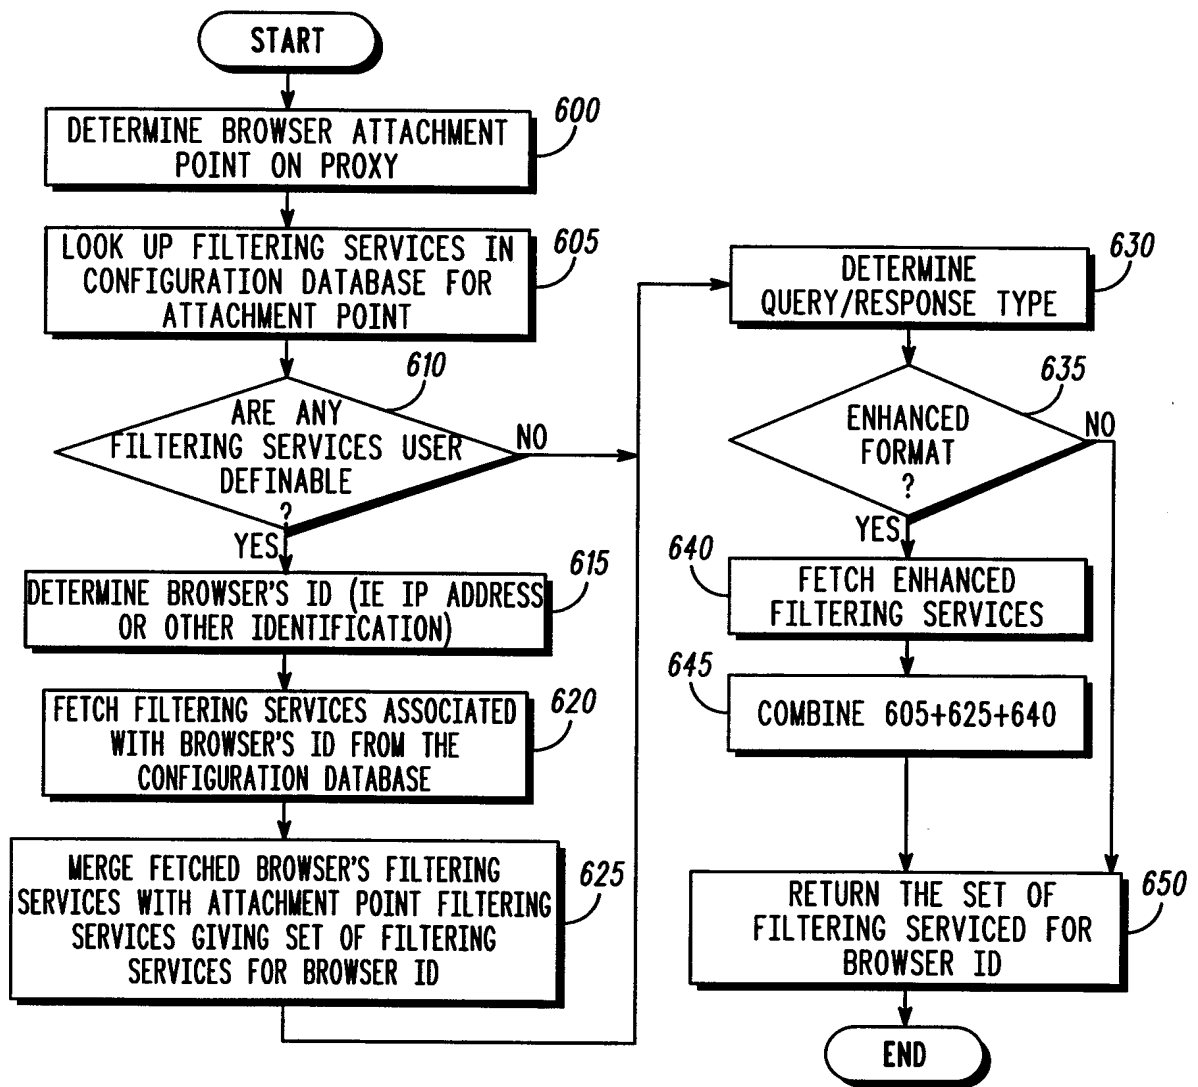 START
DETERMINE BROWSER ATTACHMENT
POINT ON PROXY
600
LOOK UP FILTERING SERVICES IN
CONFIGURATION DATABASE FOR
ATTACHMENT POINT
605
610
ARE ANY
FILTERING SERVICES USER
DEFINABLE
?
NO
YES
DETERMINE BROWSER'S ID (IE IP ADDRESS
OR OTHER IDENTIFICATION)
615
FETCH FILTERING SERVICES ASSOCIATED
WITH BROWSER'S ID FROM THE
CONFIGURATION DATABASE
620
MERGE FETCHED BROWSER'S FILTERING
SERVICES WITH ATTACHMENT POINT FILTERING
SERVICES GIVING SET OF FILTERING
SERVICES FOR BROWSER ID
625
DETERMINE
QUERY/RESPONSE TYPE
630
635
ENHANCED
FORMAT
?
NO
YES
640
FETCH ENHANCED
FILTERING SERVICES
645
COMBINE 605+625+640
RETURN THE SET OF
FILTERING SERVICED FOR
BROWSER ID
650
END